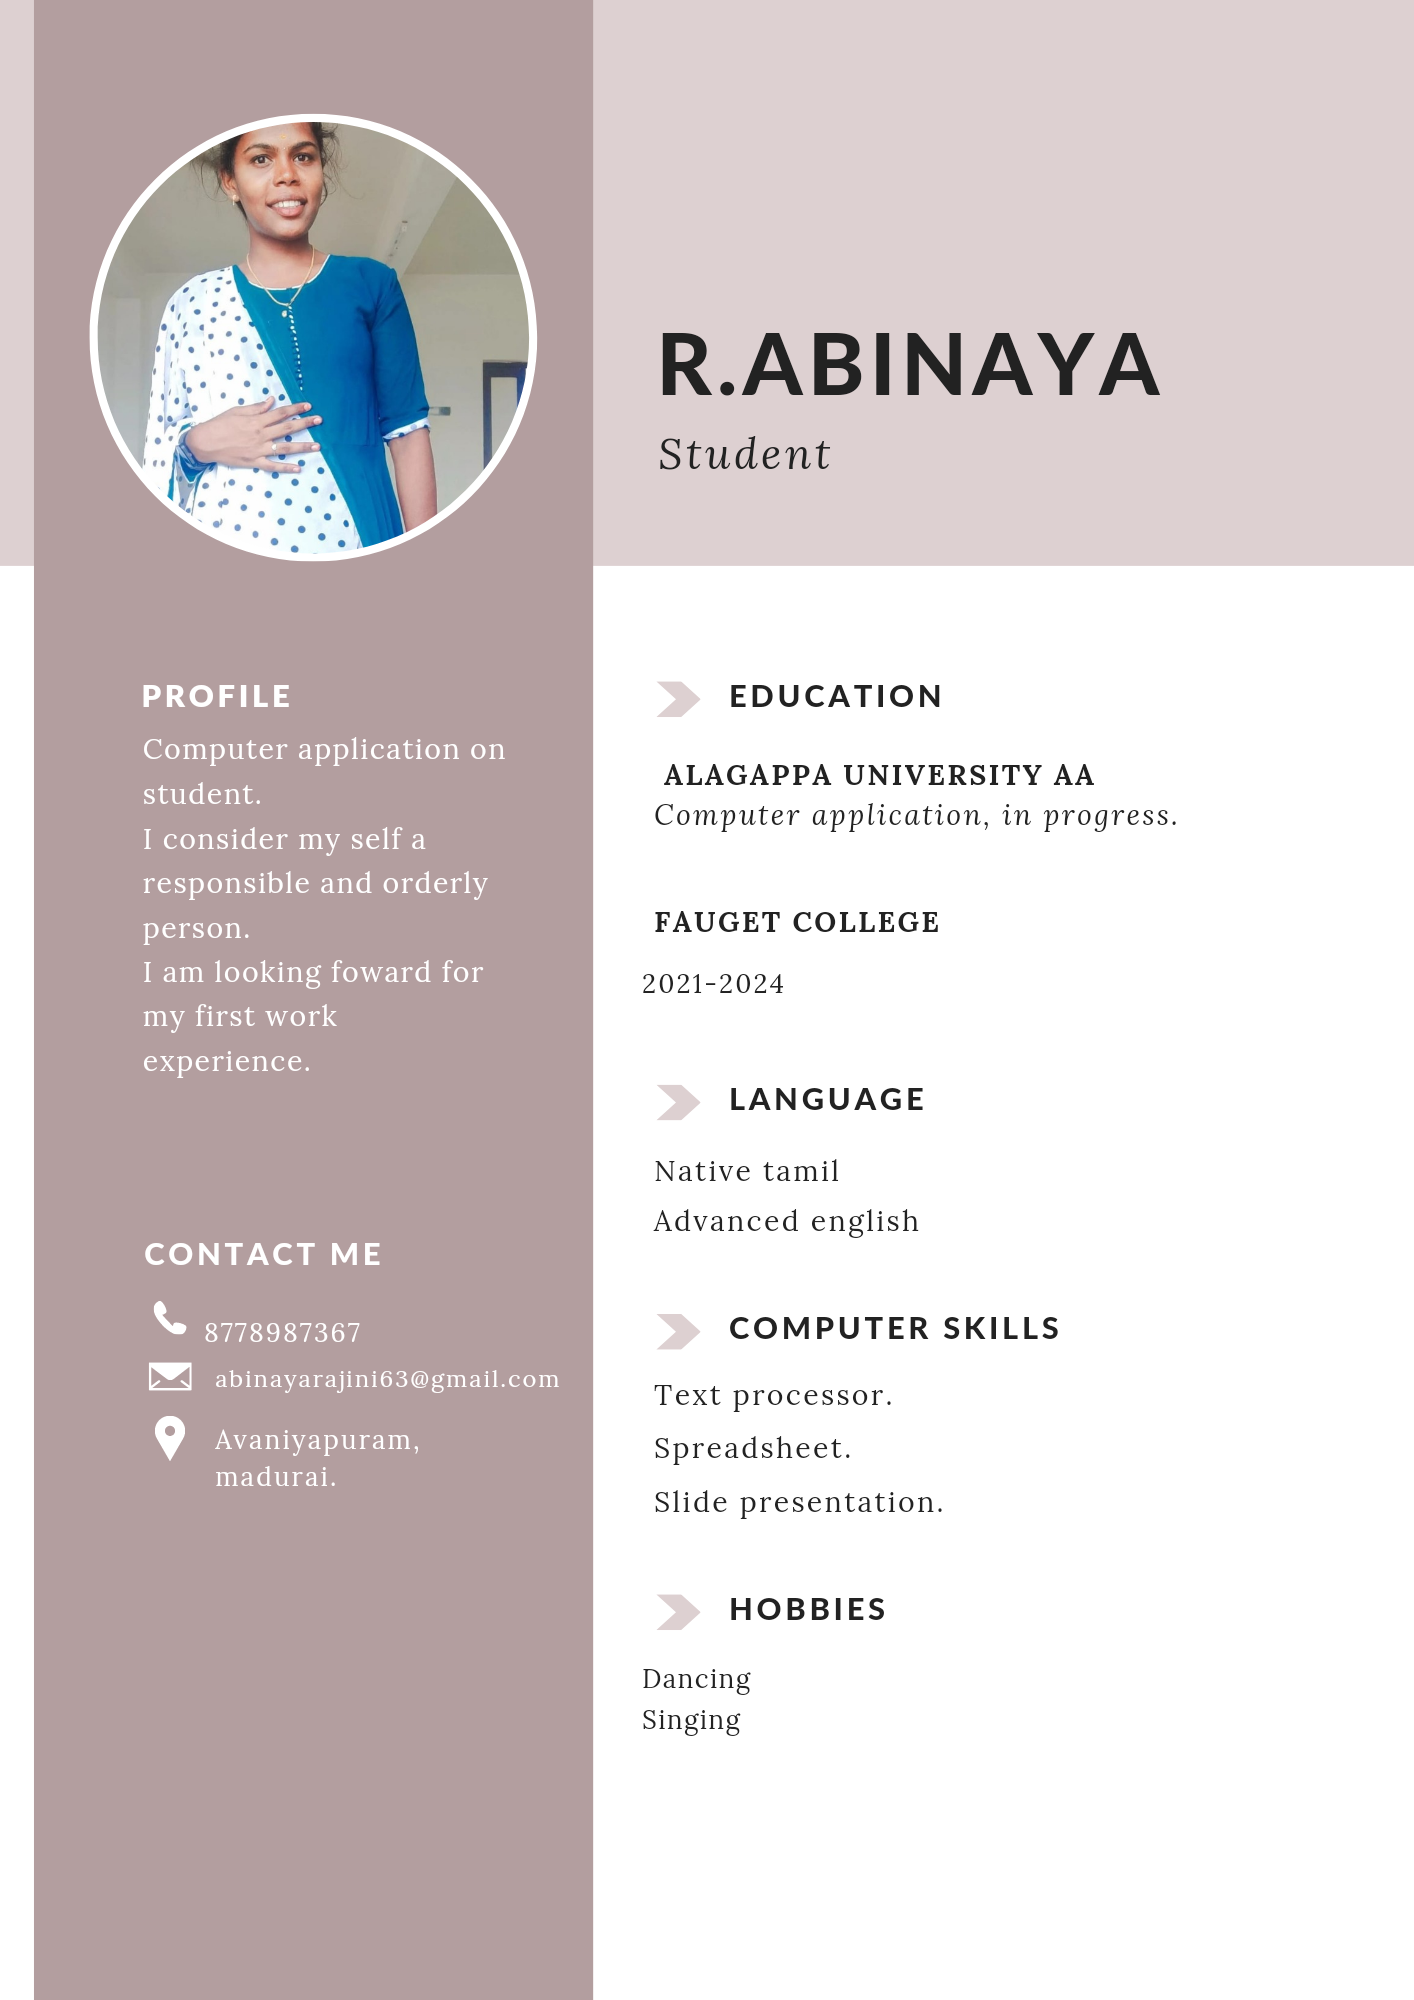 R.ABINAYA
Student
PROFILE
Computer application on
student.
I consider my self a
responsible and orderly
person.
I am looking foward for
my first work
experience.
CONTACT ME
8778987367
abinayarajini63@gmail.com
Avaniyapuram,
madurai.
EDUCATION
ALAGAPPA UNIVERSITY AA
Computer application, in progress.
FAUGET COLLEGE
2021-2024
LANGUAGE
Native tamil
Advanced english
COMPUTER SKILLS
Text processor.
Spreadsheet.
Slide presentation.
HOBBIES
Dancing
Singing